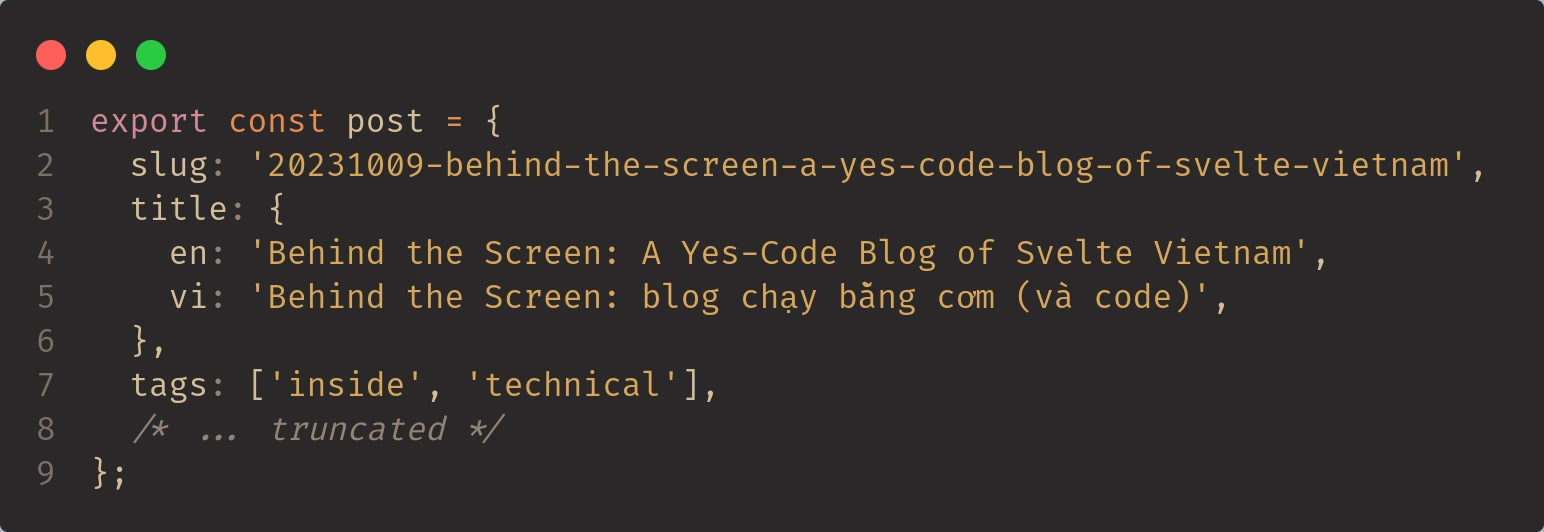 1 export const post = {
2   slug: '20231009-behind-the-screen-a-yes-code-blog-of-svelte-vietnam',
3   title: {
4     en: 'Behind the Screen: A Yes-Code Blog of Svelte Vietnam',
5     vi: 'Behind the Screen: blog chạy bằng cơm (và code)',
6   },
7   tags: ['inside', 'technical'],
8   /* ... truncated */
9 };